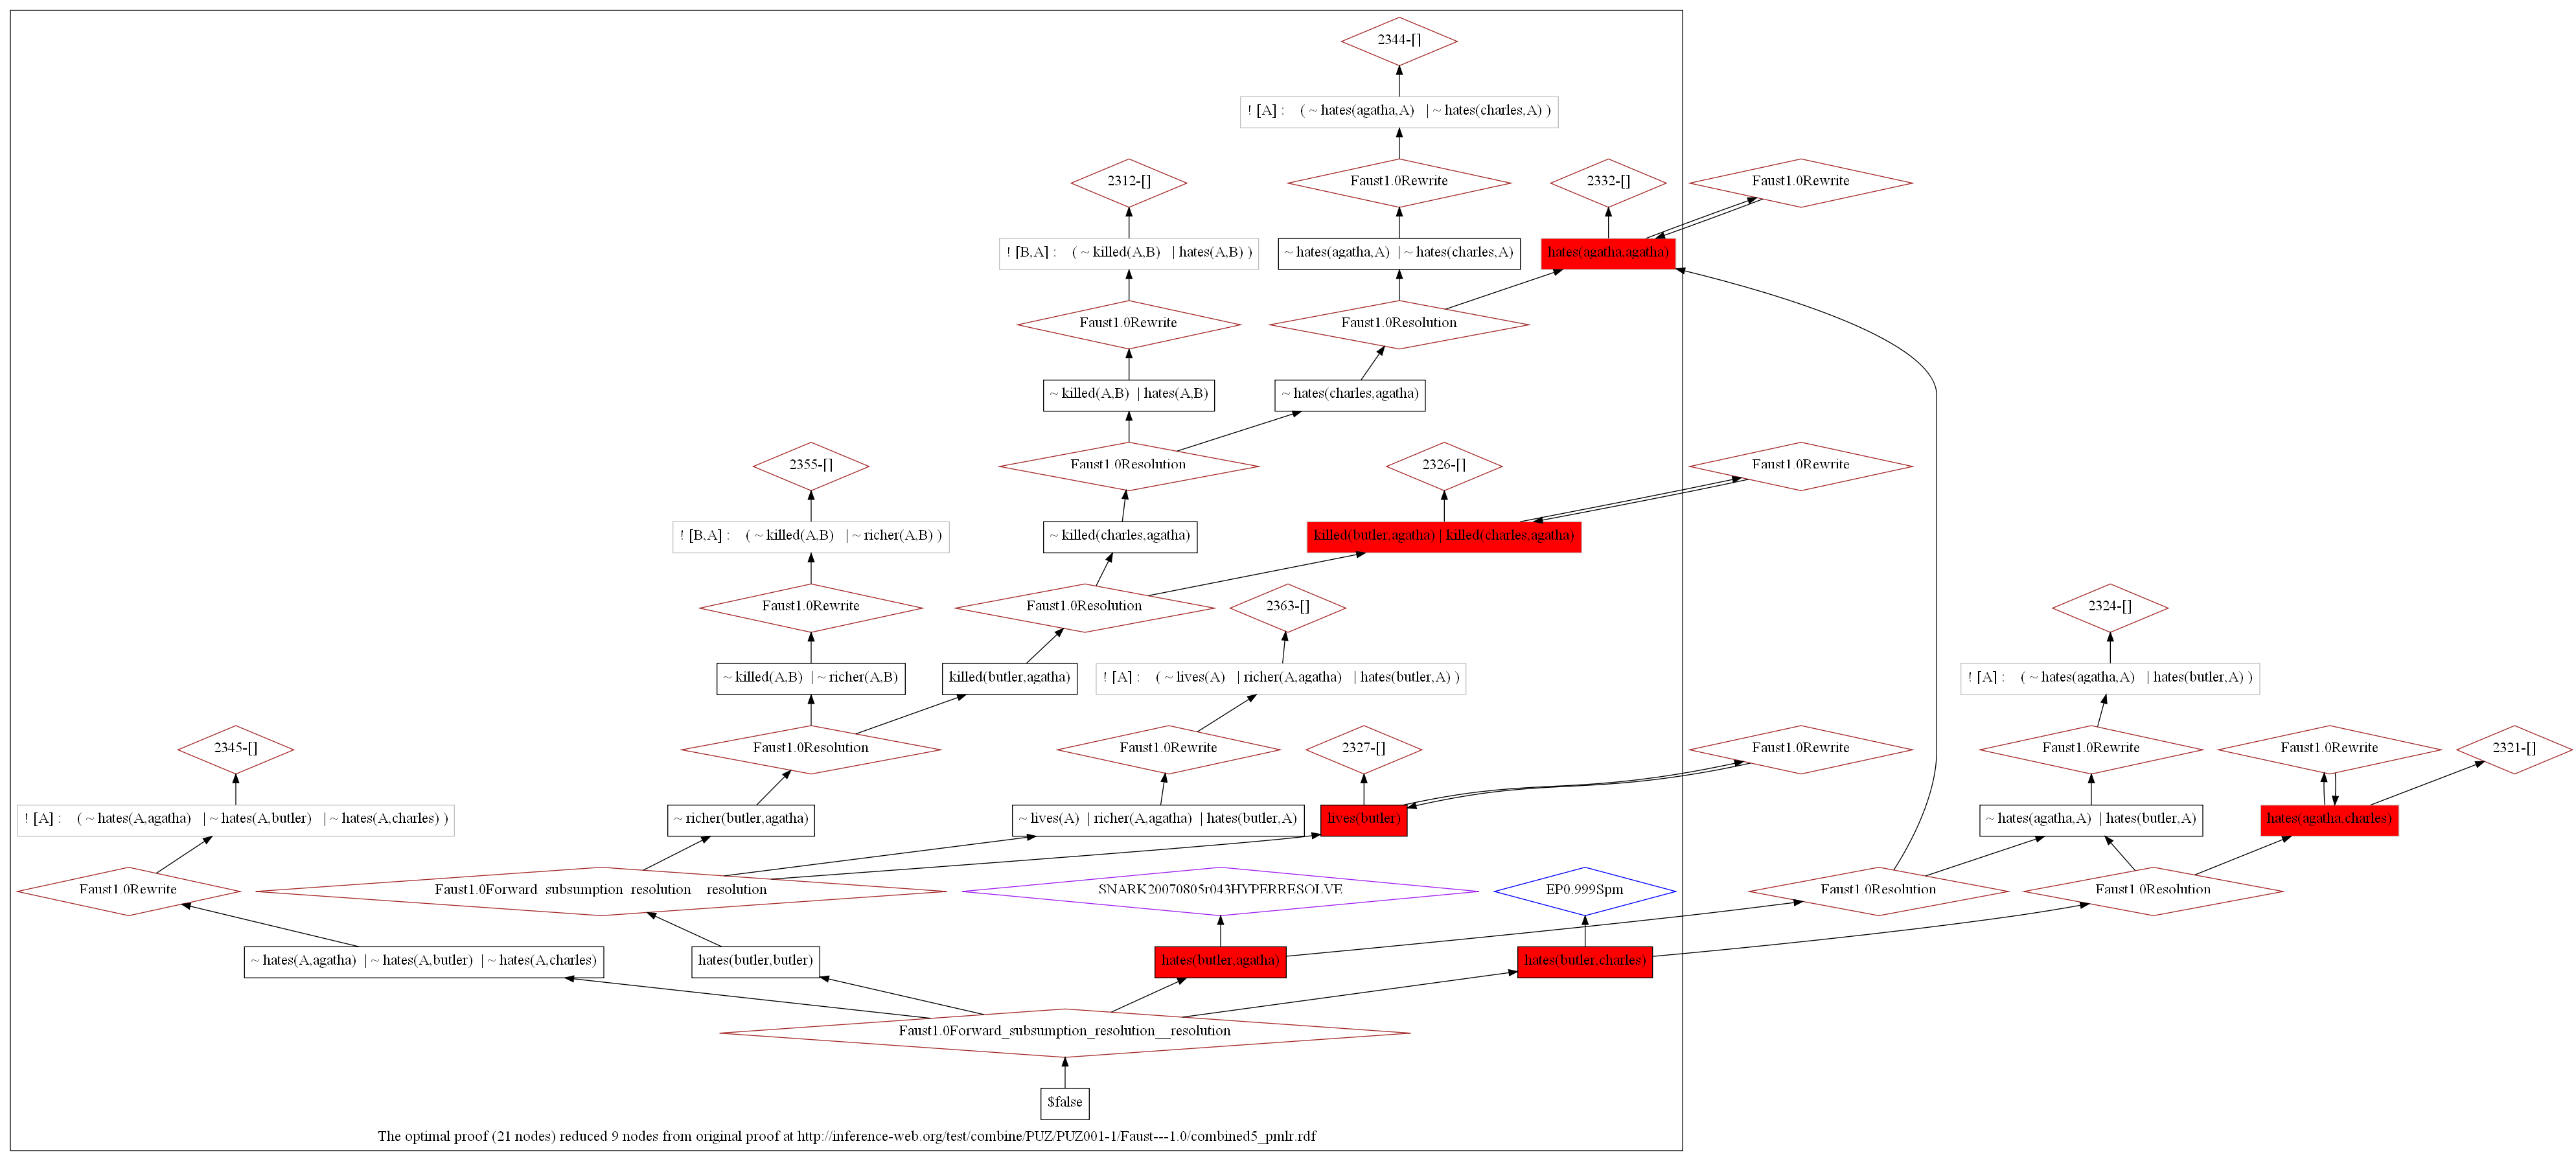 2344-[]
! [A] : ( ~ hates(agatha,A) | ~ hates(charles,A) )
2312-[]
Faust1.0Rewrite
2332-[]
Faust1.0Rewrite
! [B,A] : ( ~ killed(A,B) | hates(A,B) )
~ hates(agatha,A) | ~ hates(charles,A)
hates(agatha,agatha)
Faust1.0Rewrite
Faust1.0Resolution
~ killed(A,B) | hates(A,B)
~ hates(charles,agatha)
2355-[]
Faust1.0Resolution
2326-[]
Faust1.0Rewrite
! [B,A] : ( ~ killed(A,B) | ~ richer(A,B) )
~ killed(charles,agatha)
killed(butler,agatha) | killed(charles,agatha)
Faust1.0Rewrite
Faust1.0Resolution
2363-[]
2324-[]
~ killed(A,B) | ~ richer(A,B)
killed(butler,agatha)
! [A] : ( ~ lives(A) | richer(A,agatha) | hates(butler,A) )
! [A] : ( ~ hates(agatha,A) | hates(butler,A) )
2345-[]
Faust1.0Resolution
Faust1.0Rewrite
2327-[]
Faust1.0Rewrite
Faust1.0Rewrite
Faust1.0Rewrite
2321-[]
! [A] : ( ~ hates(A,agatha) | ~ hates(A,butler) | ~ hates(A,charles) )
~ richer(butler,agatha)
~ lives(A) | richer(A,agatha) | hates(butler,A)
lives(butler)
~ hates(agatha,A) | hates(butler,A)
hates(agatha,charles)
Faust1.0Rewrite
Faust1.0Forward_subsumption_resolution__resolution
SNARK20070805r043HYPERRESOLVE
EP0.999Spm
Faust1.0Resolution
Faust1.0Resolution
~ hates(A,agatha) | ~ hates(A,butler) | ~ hates(A,charles)
hates(butler,butler)
hates(butler,agatha)
hates(butler,charles)
Faust1.0Forward_subsumption_resolution__resolution
$false
The optimal proof (21 nodes) reduced 9 nodes from original proof at http://inference-web.org/test/combine/PUZ/PUZ001-1/Faust---1.0/combined5_pmlr.rdf